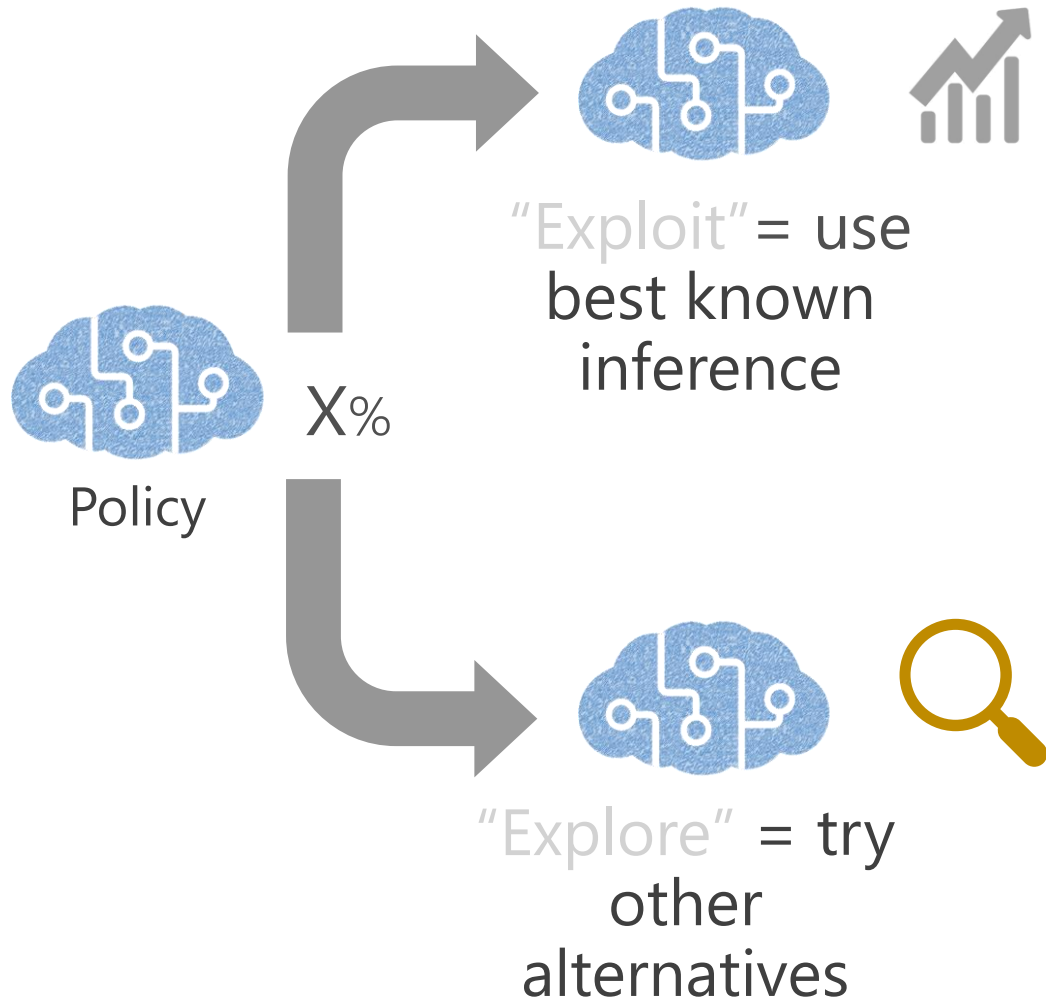 “Exploit” = use
best known
inference
X%
Policy
“Explore” = try
other
alternatives